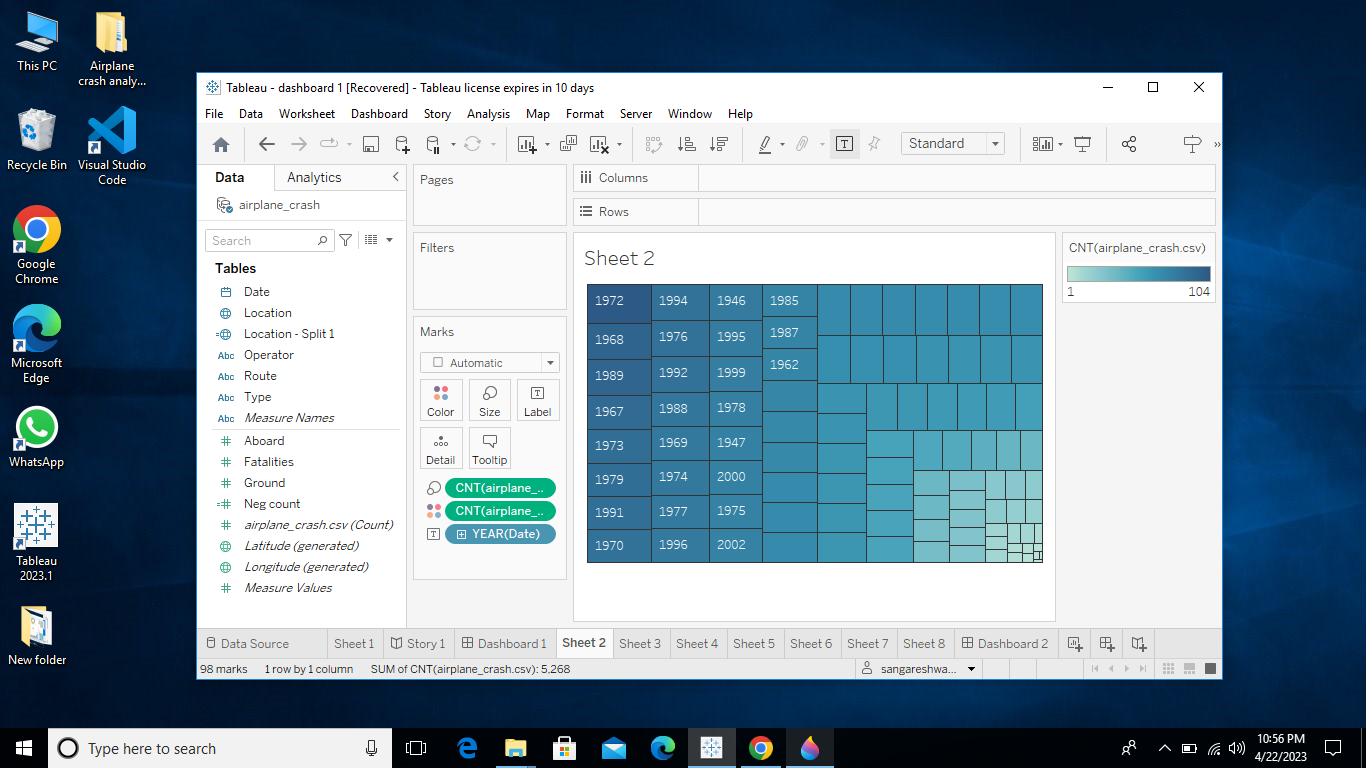 This PC
Airplane
crash analy...
Recycle Bin
Visual Studio
Code
Google
Chrome
Microsoft
Edge
WhatsApp
Tableau
2023.1
New folder
Tableau - dashboard 1 [Recovered] - Tableau license expires in 10 days
File Data Worksheet Dashboard Story Analysis Map Format Server Window Help
Standard
Data Analytics
airplane_crash
Search
Tables
Date
Location
Location - Split 1
Abc Operator
Abc Route
Abc Type
Abc Measure Names
Aboard
Fatalities
Ground
Neg count
airplane_crash.csv (Count)
Latitude (generated)
Longitude (generated)
Measure Values
Pages
Filters
Marks
Automatic
Color Size Label
Detail Tooltip
CNT(airplane_..
CNT(airplane_..
YEAR(Date)
Columns
Rows
Sheet 2
1972 1994 1946 1985
1968 1976 1995 1987
1989 1992 1999 1962
1967 1988 1978
1973 1969 1947
1979 1974 2000
1991 1977 1975
1970 1996 2002
CNT(airplane_crash.csv)
1 104
Data Source Sheet 1 Story 1 Dashboard 1 Sheet 2 Sheet 3 Sheet 4 Sheet 5 Sheet 6 Sheet 7 Sheet 8 Dashboard 2
98 marks 1 row by 1 column SUM of CNT(airplane_crash.csv): 5,268 sangareshwa...
Type here to search
10:56 PM
4/22/2023